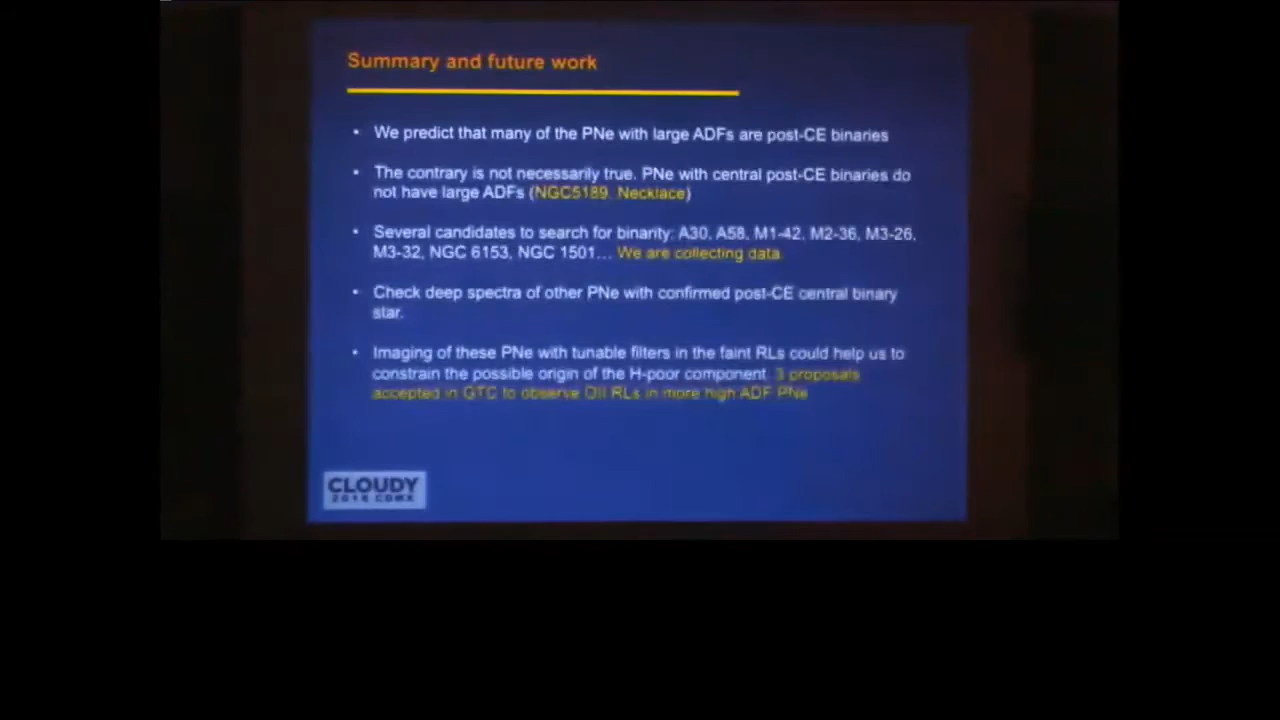 Summary and future work
• We predict that many of the PNe with large ADFs are post-CE binaries
• The contrary is not necessarily true. PNe with central post-CE binaries do
not have large ADFs (NGC5189, Necklace)
• Several candidates to search for binarity: A30, A58, M1-42, M2-36, M3-26,
M3-32, NGC 6153, NGC 1501... We are collecting data
• Check deep spectra of other PNe with confirmed post-CE central binary
star.
• Imaging of these PNe with tunable filters in the faint RLs could help us to
constrain the possible origin of the H-poor component. 3 proposals
accepted in GTC to observe OII RLs in more high ADF PNe
CLOUDY
2016 CDMX